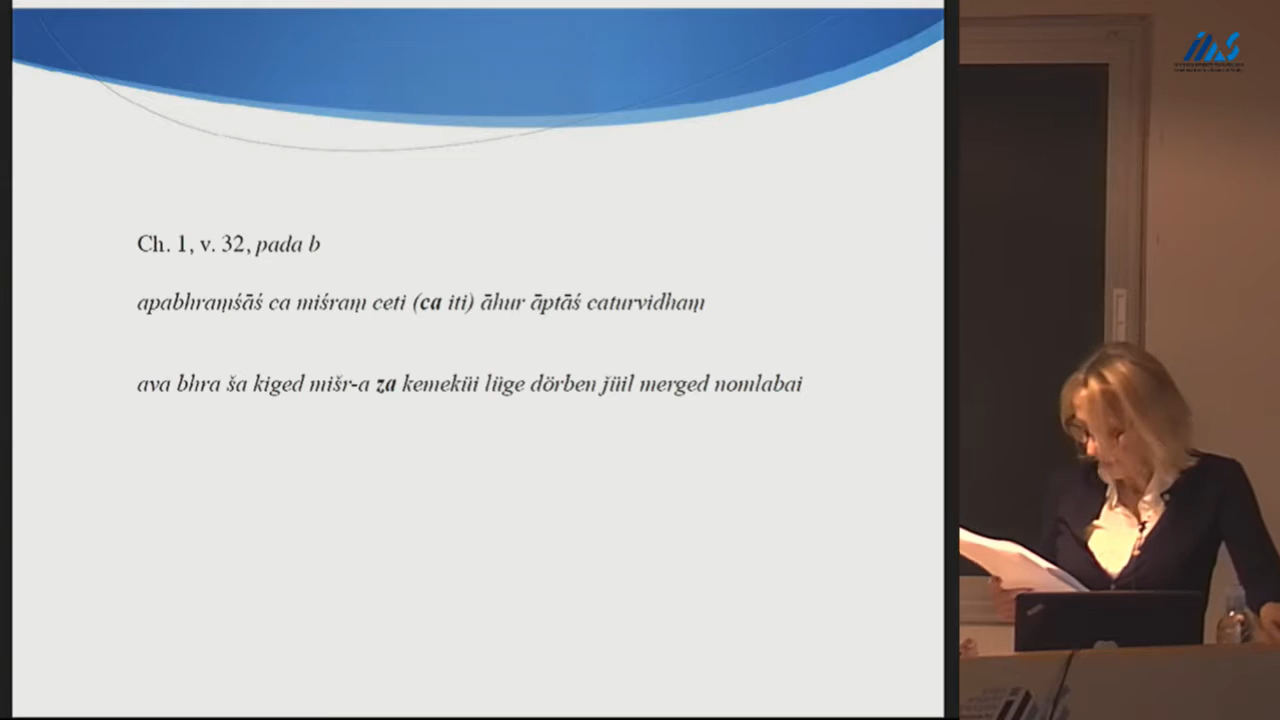 Ch. 1, v. 32, pada b
apabhraṃśāś ca miśraṃ ceti (ca iti) āhur āptāś caturvidhaṃ
ava bhra ša kiged mišr-a za kemeküi lüge dörben ǰüil merged nomlabai